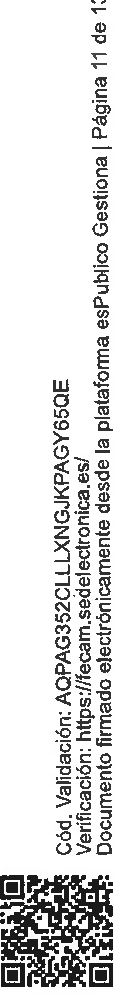 Cód. Validación: AQPAG352CLLLXNGJKPAGY65QE
Verificación: https://fecam.sedelectronica.es/
Documento firmado electrónicamente desde la plataforma esPublico Gestiona | Página 11 de 13